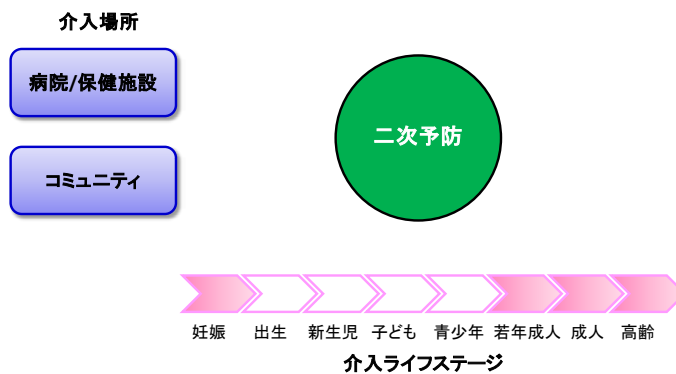 介入場所
病院/保健施設
コミュニティ
二次予防
妊娠 出生 新生児 子ども 青少年 若年成人 成人 高齢
介入ライフステージ